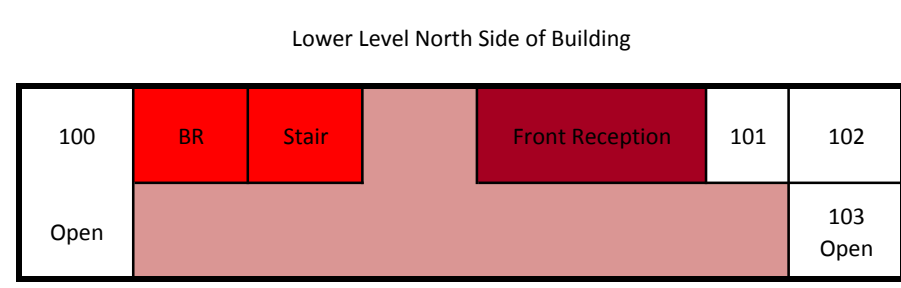 Lower Level North Side of Building
100
BR
Stair
Front Reception
101
102
Open
103
Open